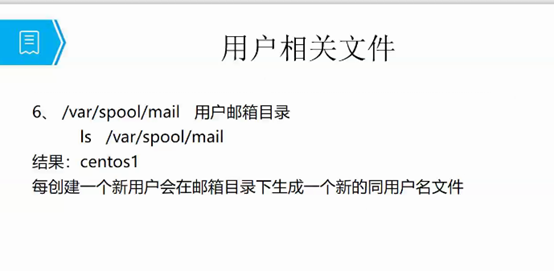 用户相关文件
6、 /var/spool/mail 用户邮箱目录
ls /var/spool/mail
结果：centos1
每创建一个新用户会在邮箱目录下生成一个新的同用户名文件